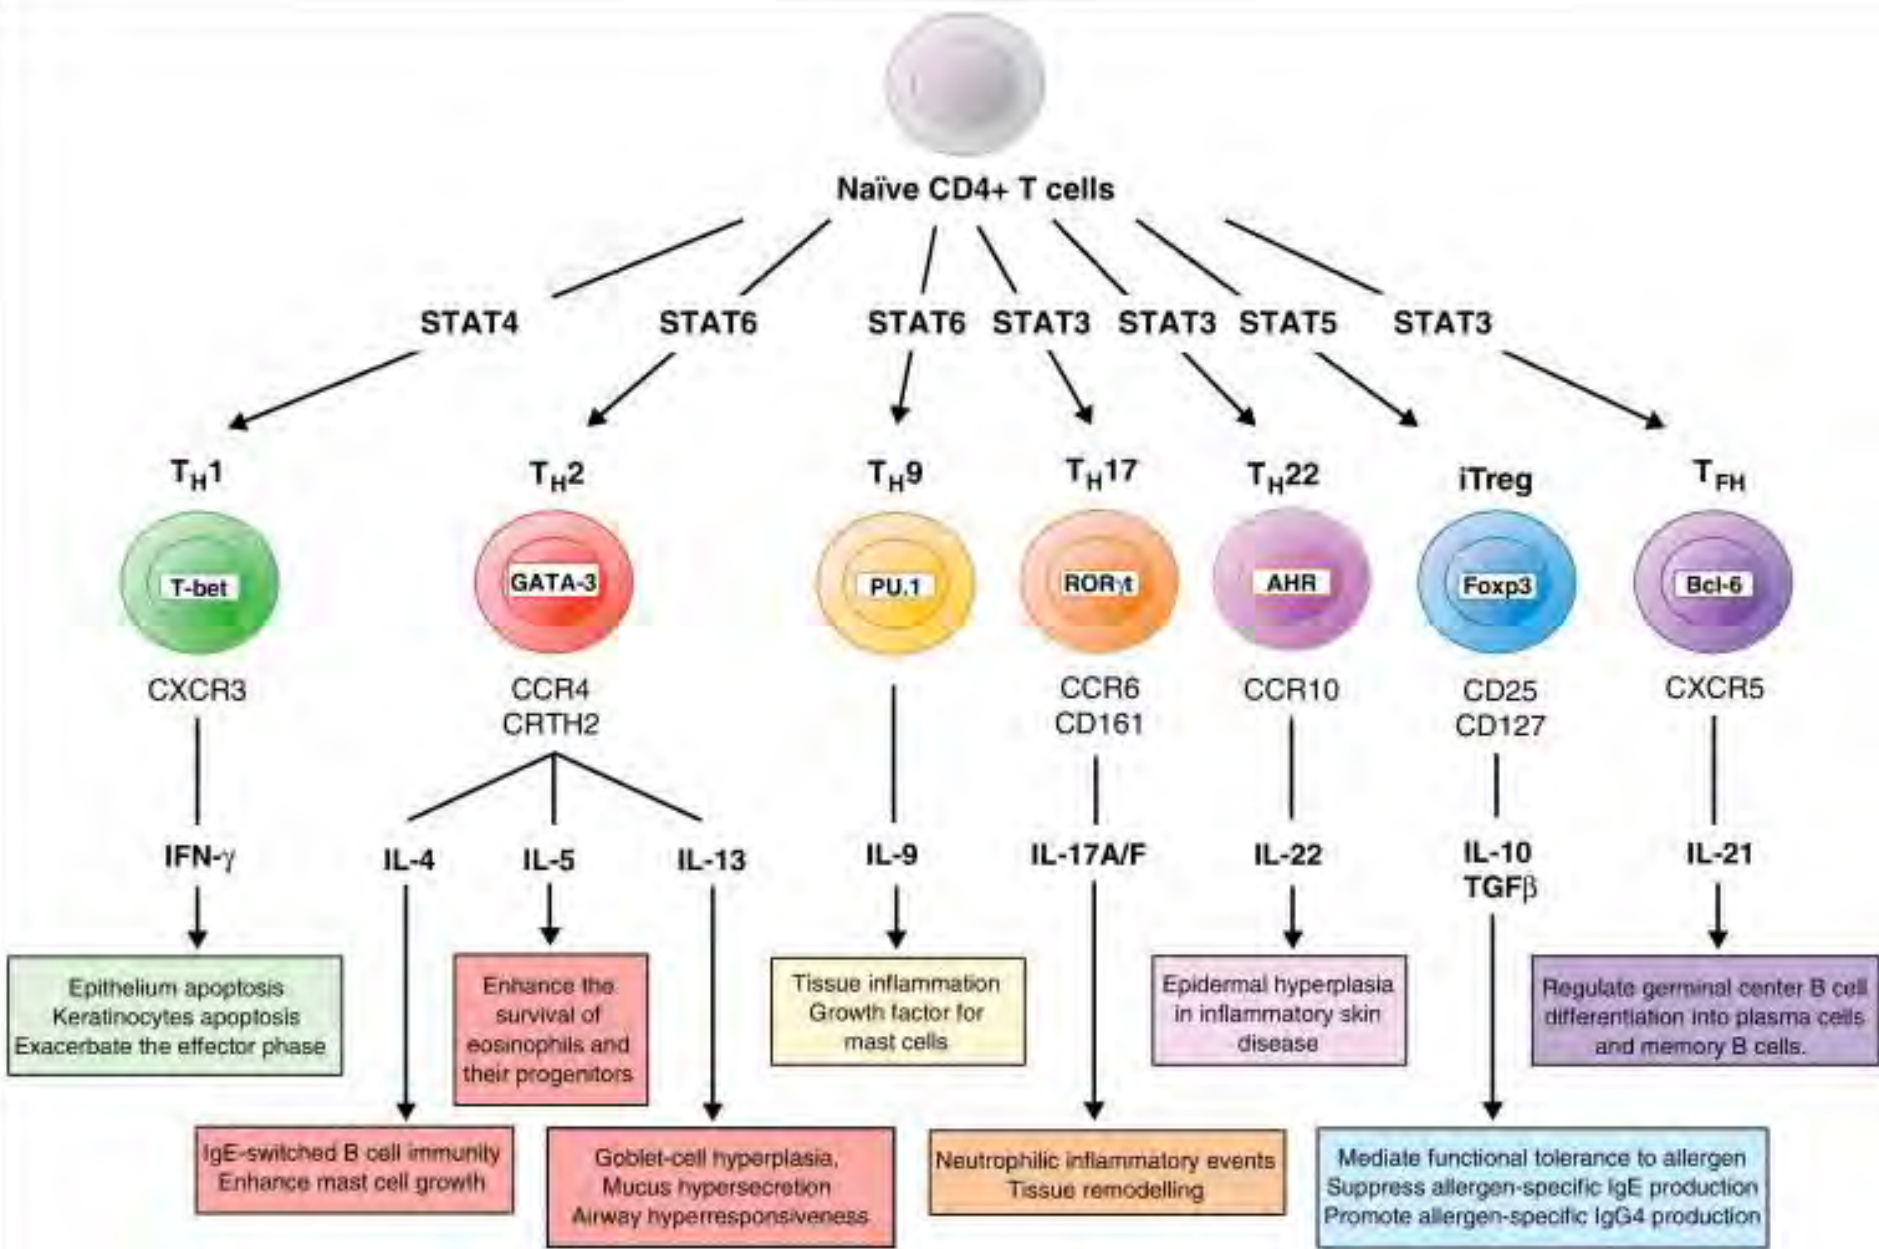 Naïve CD4+ T cells
STAT4
STAT6
STAT6
STAT3
STAT3
STAT5
STAT3
TH1
TH2
TH9
TH17
TH22
iTreg
TFH
T-bet
GATA-3
PU.1
RORγt
AHR
Foxp3
Bcl-6
CXCR3
CCR4
CRTH2
CCR6
CD161
CCR10
CD25
CD127
CXCR5
IFN-γ
IL-4
IL-5
IL-13
IL-9
IL-17A/F
IL-22
IL-10
TGFβ
IL-21
Epithelium apoptosis
Keratinocytes apoptosis
Exacerbate the effector phase
Enhance the
survival of
eosinophils and
their progenitors
Tissue inflammation
Growth factor for
mast cells
Epidermal hyperplasia
in inflammatory skin
disease
Regulate germinal center B cell
differentiation into plasma cells
and memory B cells.
IgE-switched B cell immunity
Enhance mast cell growth
Goblet-cell hyperplasia,
Mucus hypersecretion
Airway hyperresponsiveness
Neutrophilic inflammatory events
Tissue remodelling
Mediate functional tolerance to allergen
Suppress allergen-specific IgE production
Promote allergen-specific IgG4 production